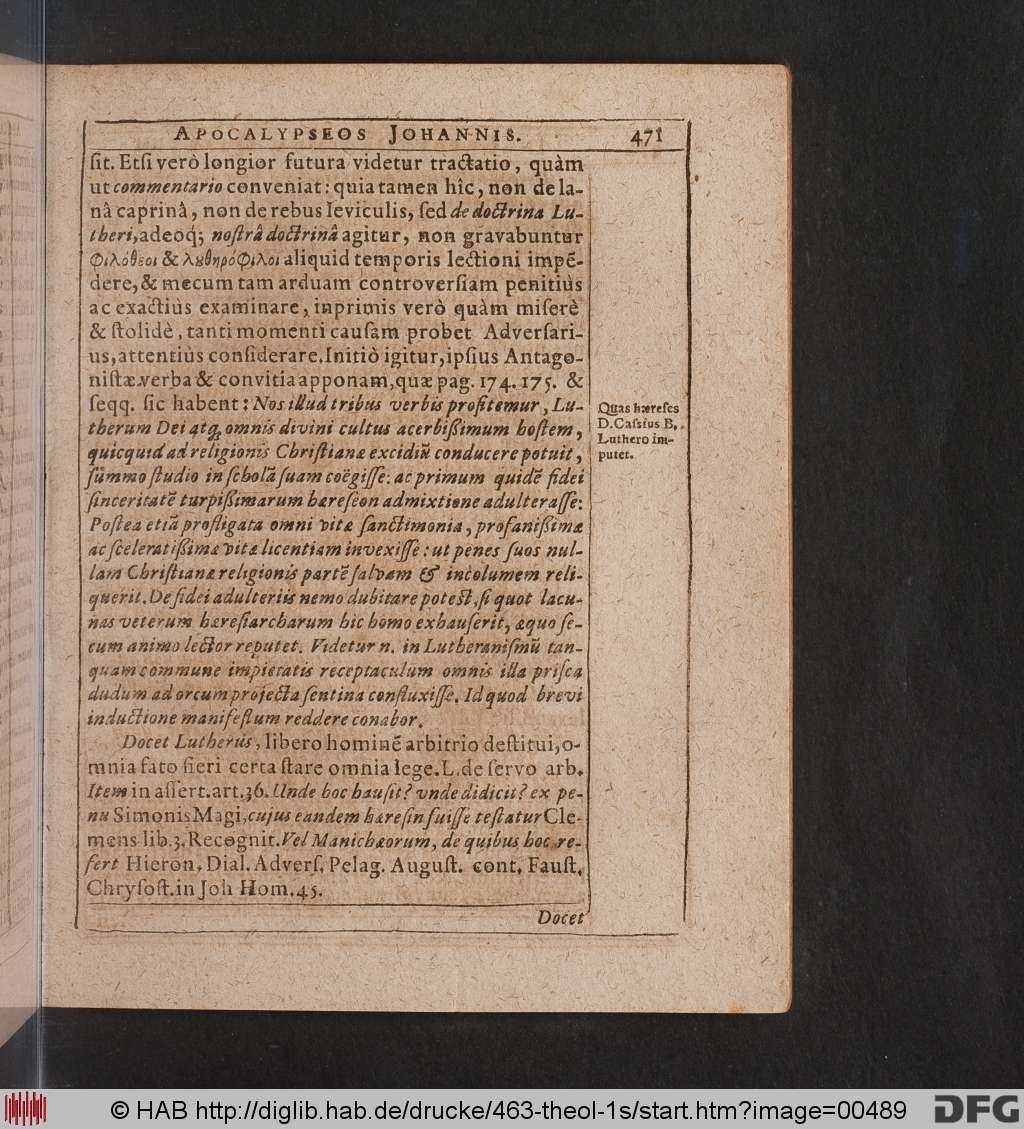 APOCALYPSEOS JOHANNIS. 471
ſit. Etſi verò longior futura videtur tractatio, quàm
ut commentario conveniat: quia tamen hîc, non de la-
nâ caprinâ, non de rebus leviculis, ſed de doctrina Lu-
theri, adeoq́; noſtrâ doctrinâ agitur, non gravabuntur
Φιλόθεοι & λȣθηρόφιλοι aliquid temporis lectioni impē-
dere, & mecum tam arduam controverſiam penitiùs
ac exactiùs examinare, inprimis verò quàm miſerè
& ſtolidè, tanti momenti cauſam probet Adverſari-
us, attentiùs conſiderare. Initiò igitur, ipſius Antago-
niſtæ verba & convitia apponam, quæ pag. 174. 175. &
ſeqq. ſic habent: Nos illud tribus verbis profitemur, Lu-
therum Dei atq; omnis divini cultus acerbißimum hoſtem,
quicquid ad religionis Chriſtianæ excidiū conducere potuit,
ſummo ſtudio in ſcholā ſuam coëgiſſe: ac primum quidē fidei
ſinceritatē turpißimarum hæreſeon admixtione adulteraſſe:
Poſtea etiā profligata omni vitæ ſanctimonia, profanißimæ
ac ſceleratißimæ vitæ licentiam invexiſſe: ut penes ſuos nul-
lam Chriſtianæ religionis partē ſalvam & incolumem reli-
querit. De fidei adulteriis nemo dubitare poteſt, ſi quot lacu-
nas veterum hæreſiarcharum hic homo exhauſerit, æquo ſe-
cum animo lector reputet. Videtur n. in Lutheraniſmū tan-
quam commune impietatis receptaculum omnis illa priſca
dudum ad orcum projecta ſentina confluxiſſe. Id quod brevi
inductione manifeſtum reddere conabor.
Docet Lutherus, libero hominē arbitrio deſtitui, o-
mnia fato fieri certa ſtare omnia lege. L. de ſervo arb.
Item in aſſert. art. 36. Unde hoc hauſit? unde didicit? ex pe-
nu Simonis Magi, cujus eandem hæreſin fuiſſe teſtatur Cle-
mens lib. 3. Recognit. Vel Manichæorum, de quibus hoc re-
fert Hieron. Dial. Adverſ. Pelag. Auguſt. cont. Fauſt.
Chryſoſt. in Joh Hom. 45.
Docet
Quas hæreſes
D. Caſsius B.
Luthero im-
putet.
© HAB http://diglib.hab.de/drucke/463-theol-1s/start.htm?image=00489
DFG